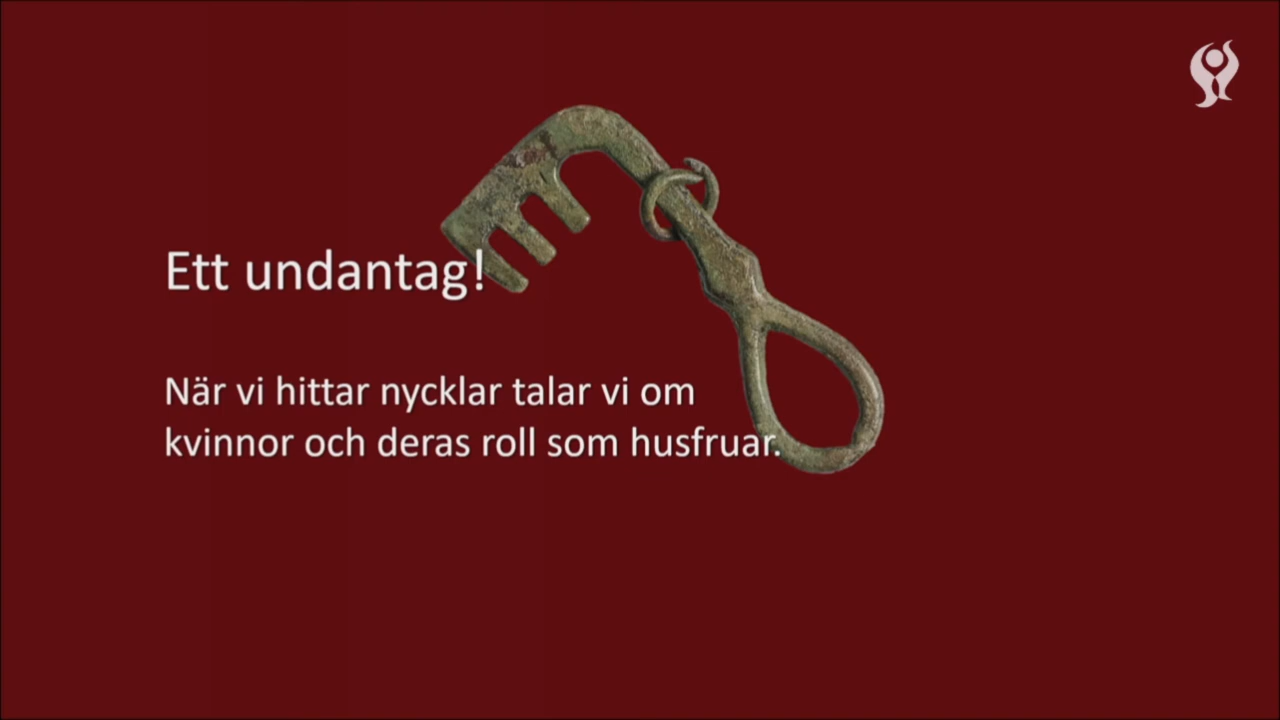 Ett undantag!
När vi hittar nycklar talar vi om
kvinnor och deras roll som husfruar.